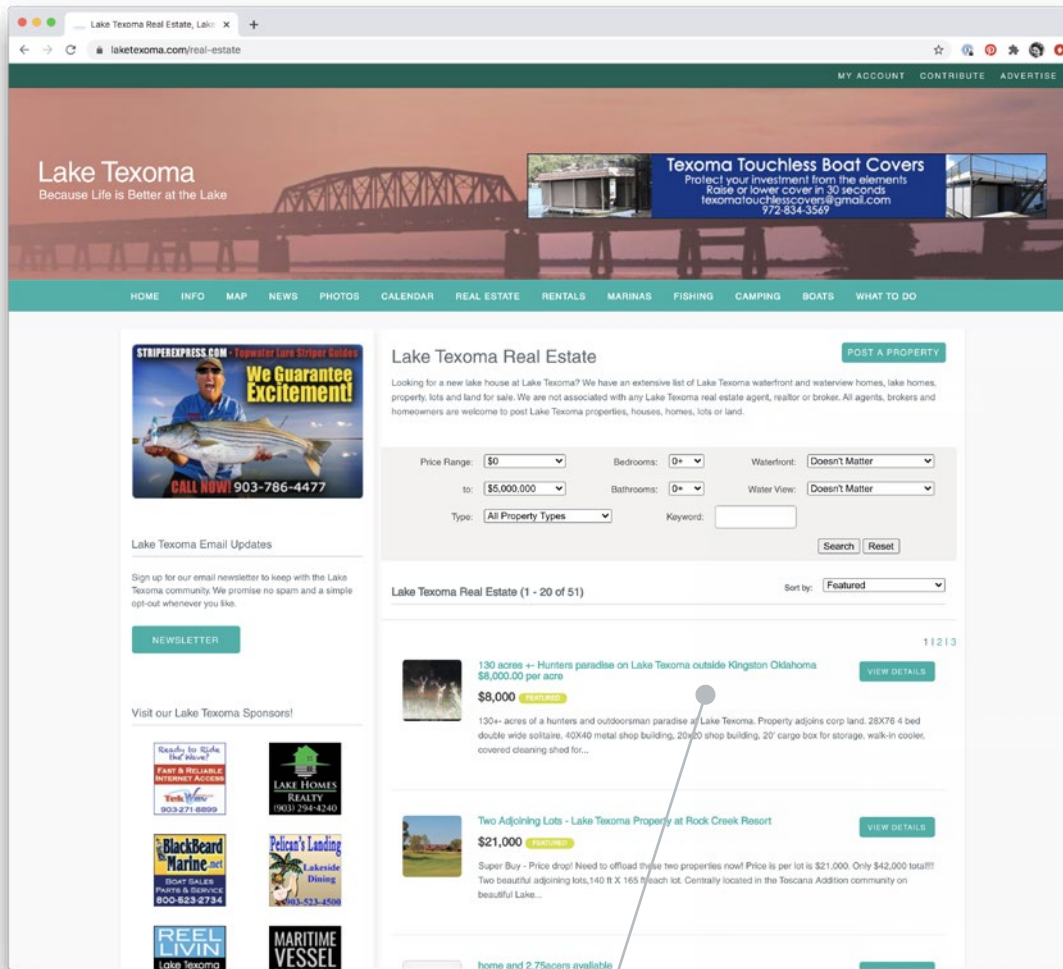 Lake Texoma Real Estate, Lake
laketexoma.com/real-estate
MY ACCOUNT CONTRIBUTE ADVERTISE
Lake Texoma
Because Life is Better at the Lake
Texoma Touchless Boat Covers
Protect your investment from the elements
Raise or lower cover in 30 seconds
texomatouchlesscovers@gmail.com
972-834-3569
HOME INFO MAP NEWS PHOTOS CALENDAR REAL ESTATE RENTALS MARINAS FISHING CAMPING BOATS WHAT TO DO
STRIPEREXPRESS.COM - Topwater Lure Striper Guides
We Guarantee
Excitement!
CALL NOW! 903-786-4477
Lake Texoma Email Updates
Sign up for our email newsletter to keep with the Lake
Texoma community. We promise no spam and a simple
opt-out whenever you like.
NEWSLETTER
Visit our Lake Texoma Sponsors!
Ready to Ride
the Wave?
FAST & RELIABLE
INTERNET ACCESS
TekWav
903-271-8899
LAKE HOMES
REALTY
(903) 294-4240
BlackBeard
Marine.net
BOAT SALES
PARTS & SERVICE
800-523-2734
Pelican's Landing
Lakeside
Dining
903-523-4500
REEL
LIVIN
Lake Texoma
MARITIME
VESSEL
Lake Texoma Real Estate
POST A PROPERTY
Looking for a new lake house at Lake Texoma? We have an extensive list of Lake Texoma waterfront and waterview homes, lake homes,
property, lots and land for sale. We are not associated with any Lake Texoma real estate agent, realtor or broker. All agents, brokers and
homeowners are welcome to post Lake Texoma properties, houses, homes, lots or land.
Price Range: $0 Bedrooms: 0+ Waterfront: Doesn't Matter
to: $5,000,000 Bathrooms: 0+ Water View: Doesn't Matter
Type: All Property Types Keyword:
Search Reset
Lake Texoma Real Estate (1 - 20 of 51) Sort by: Featured
1 | 2 | 3
130 acres +- Hunters paradise on Lake Texoma outside Kingston Oklahoma
$8,000.00 per acre
VIEW DETAILS
$8,000 FEATURED
130+- acres of a hunters and outdoorsman paradise at Lake Texoma. Property adjoins corp land. 28X76 4 bed
double wide solitaire, 40X40 metal shop building, 20x20 shop building, 20' cargo box for storage, walk-in cooler,
covered cleaning shed for...
Two Adjoining Lots - Lake Texoma Property at Rock Creek Resort
VIEW DETAILS
$21,000 FEATURED
Super Buy - Price drop! Need to offload these two properties now! Price is per lot is $21,000. Only $42,000 total!!!!
Two beautiful adjoining lots,140 ft X 165 ft each lot. Centrally located in the Toscana Addition community on
beautiful Lake...
home and 2.75acers available